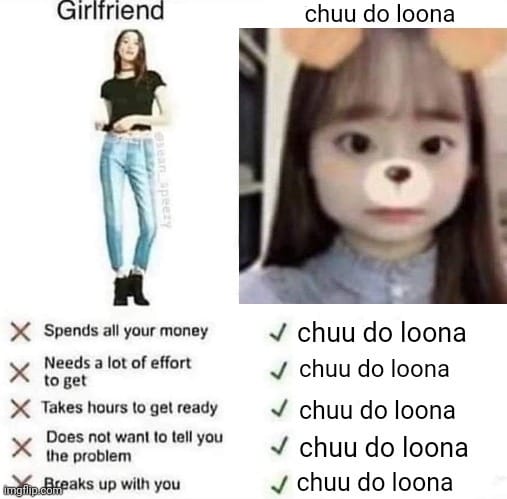 Girlfriend
chuu do loona
@sean_speezy
Spends all your money
Needs a lot of effort
to get
Takes hours to get ready
Does not want to tell you
the problem
Breaks up with you
chuu do loona
chuu do loona
chuu do loona
chuu do loona
chuu do loona
imgflip.com